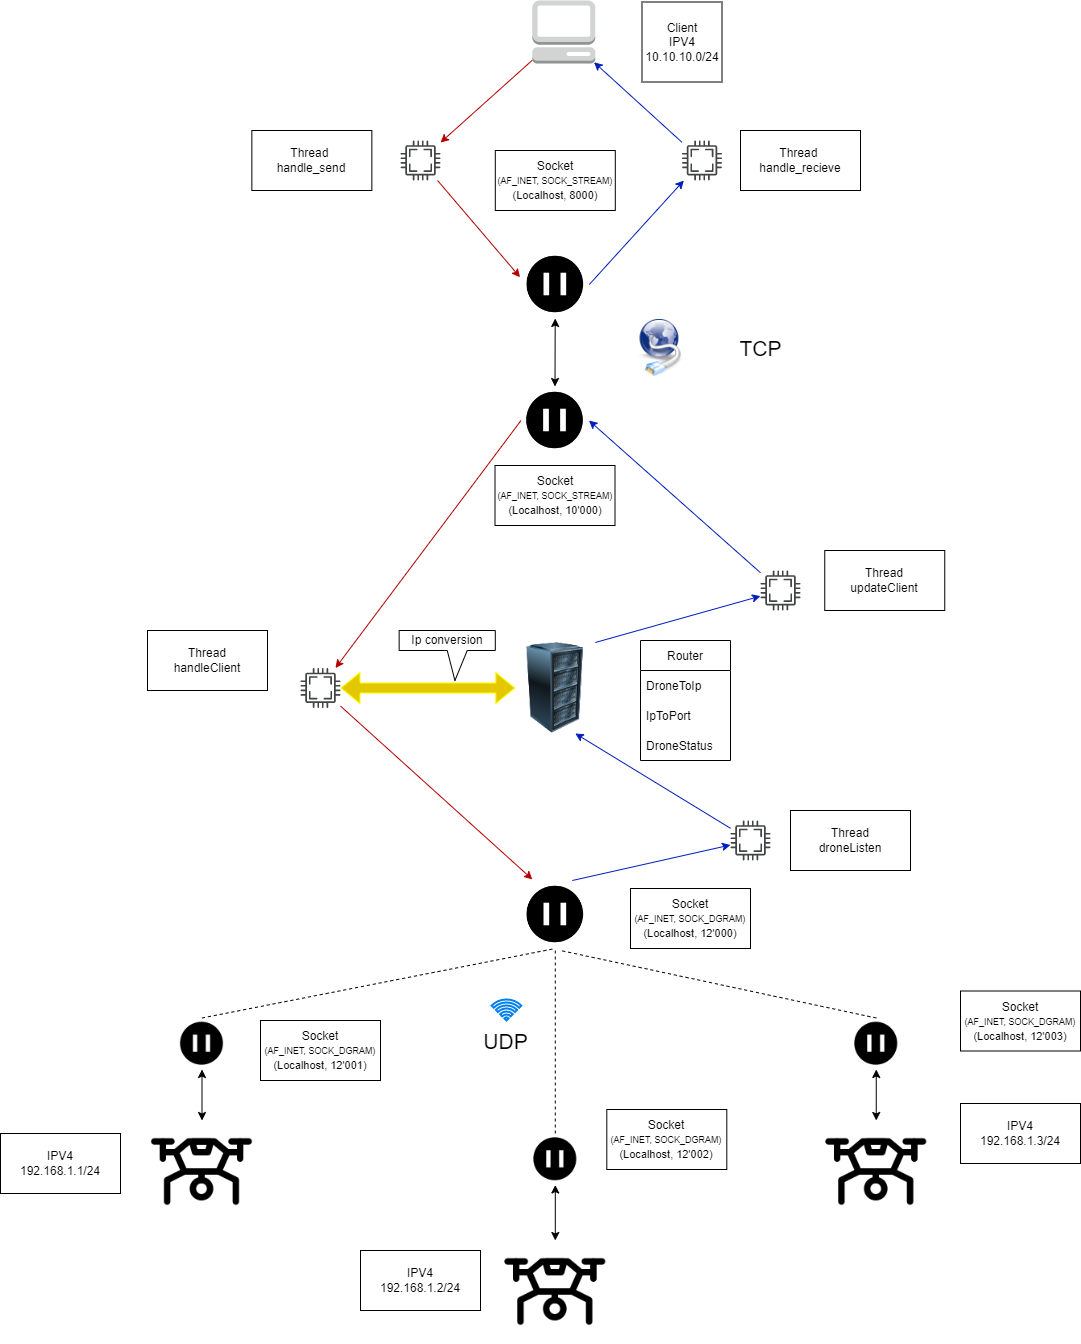 Client
IPV4
10.10.10.0/24
Thread
handle_send
Socket
(AF_INET, SOCK_STREAM)
(Localhost, 8000)
Thread
handle_recieve
TCP
Socket
(AF_INET, SOCK_STREAM)
(Localhost, 10'000)
Thread
updateClient
Thread
handleClient
Ip conversion
Router
DroneToIp
IpToPort
DroneStatus
Thread
droneListen
Socket
(AF_INET, SOCK_DGRAM)
(Localhost, 12'000)
UDP
Socket
(AF_INET, SOCK_DGRAM)
(Localhost, 12'001)
Socket
(AF_INET, SOCK_DGRAM)
(Localhost, 12'003)
Socket
(AF_INET, SOCK_DGRAM)
(Localhost, 12'002)
IPV4
192.168.1.1/24
IPV4
192.168.1.3/24
IPV4
192.168.1.2/24